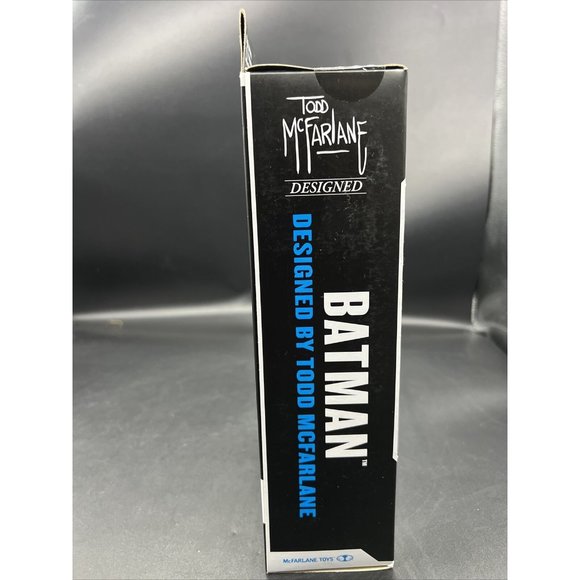 TODD
McFARLANE
DESIGNED
BATMAN™
DESIGNED BY TODD MCFARLANE
McFARLANE TOYS